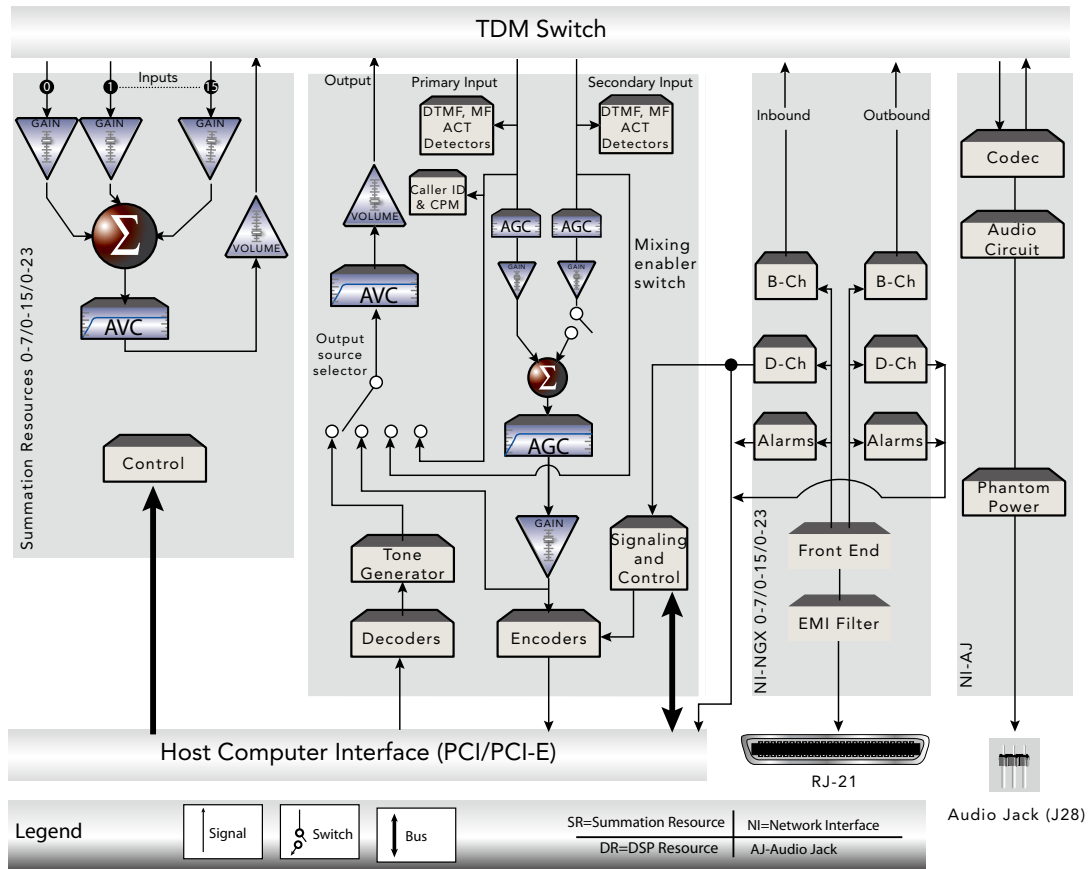 TDM Switch
Inputs
0
1
15
GAIN
GAIN
GAIN
Σ
VOLUME
AVC
Summation Resources 0-7/0-15/0-23
Control
Output
Primary Input
Secondary Input
DTMF, MF
ACT
Detectors
DTMF, MF
ACT
Detectors
Caller ID
& CPM
VOLUME
AGC
AGC
GAIN
GAIN
Mixing
enabler
switch
AVC
Output
source
selector
Σ
AGC
GAIN
Tone
Generator
Signaling
and
Control
Decoders
Encoders
Inbound
Outbound
B-Ch
B-Ch
D-Ch
D-Ch
Alarms
Alarms
Front End
EMI Filter
NI-NGX 0-7/0-15/0-23
Codec
Audio
Circuit
Phantom
Power
NI-AJ
Host Computer Interface (PCI/PCI-E)
RJ-21
Audio Jack (J28)
Legend
Signal
Switch
Bus
SR=Summation Resource
NI=Network Interface
DR=DSP Resource
AJ-Audio Jack